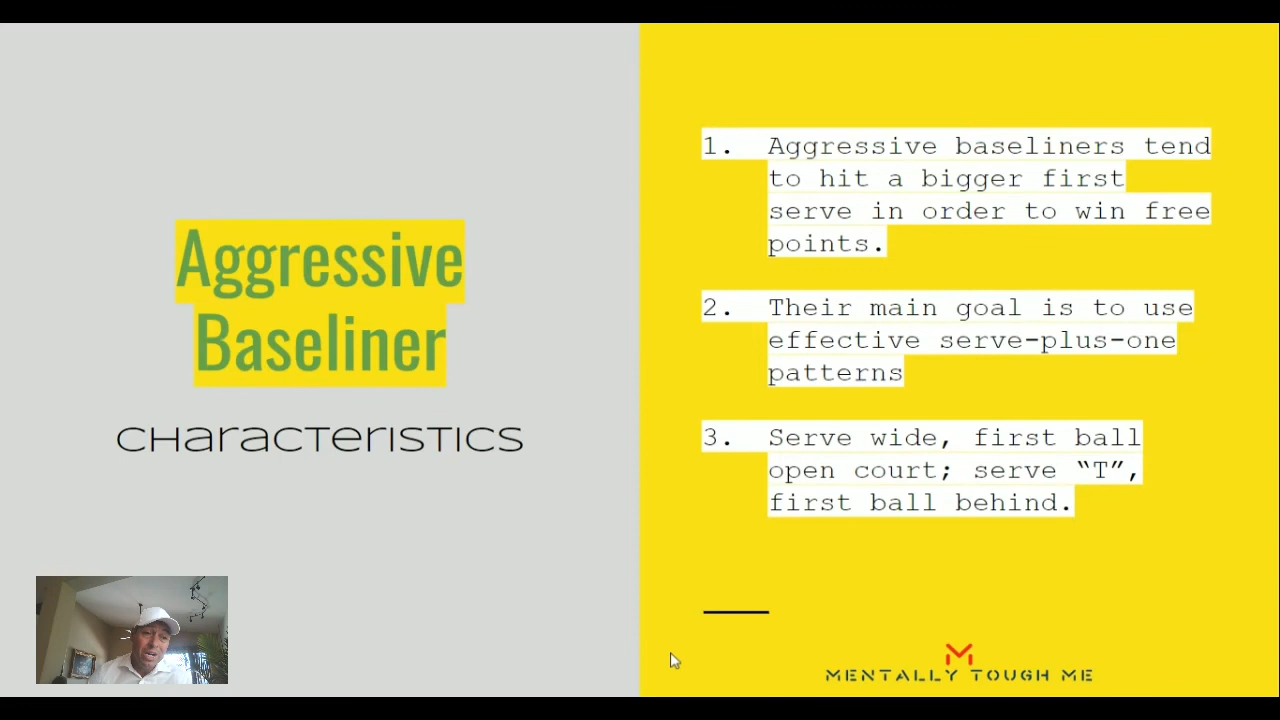 Aggressive
Baseliner
CHaracTerisTics
1. Aggressive baseliners tend
to hit a bigger first
serve in order to win free
points.
2. Their main goal is to use
effective serve-plus-one
patterns
3. Serve wide, first ball
open court; serve “T”,
first ball behind.
MENTALLY TOUGH ME